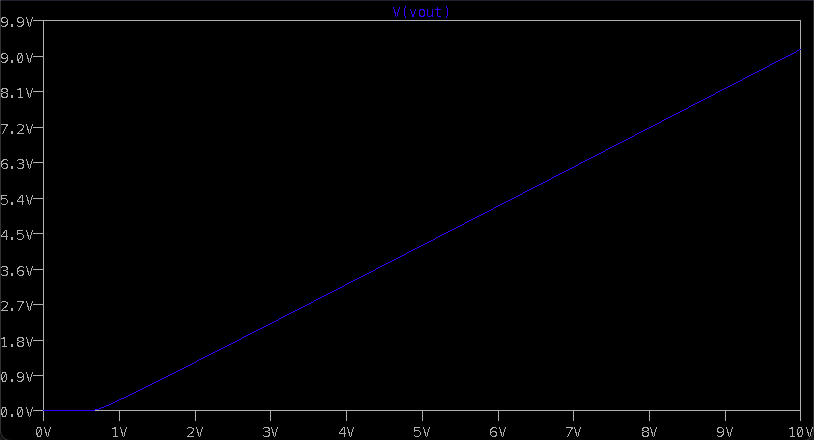 V(vout)
9.9V
9.0V
8.1V
7.2V
6.3V
5.4V
4.5V
3.6V
2.7V
1.8V
0.9V
0.0V
0V 1V 2V 3V 4V 5V 6V 7V 8V 9V 10V